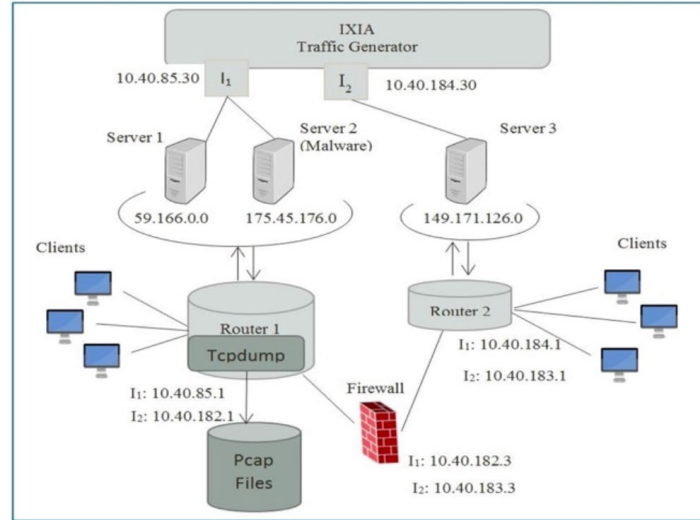 IXIA
Traffic Generator
10.40.85.30
I₁
I₂
10.40.184.30
Server 1
Server 2
(Malware)
Server 3
59.166.0.0
175.45.176.0
149.171.126.0
Clients
Clients
Router 1
Tcpdump
Router 2
I₁: 10.40.184.1
I₂: 10.40.183.1
I₁: 10.40.85.1
I₂: 10.40.182.1
Firewall
Pcap
Files
I₁: 10.40.182.3
I₂: 10.40.183.3